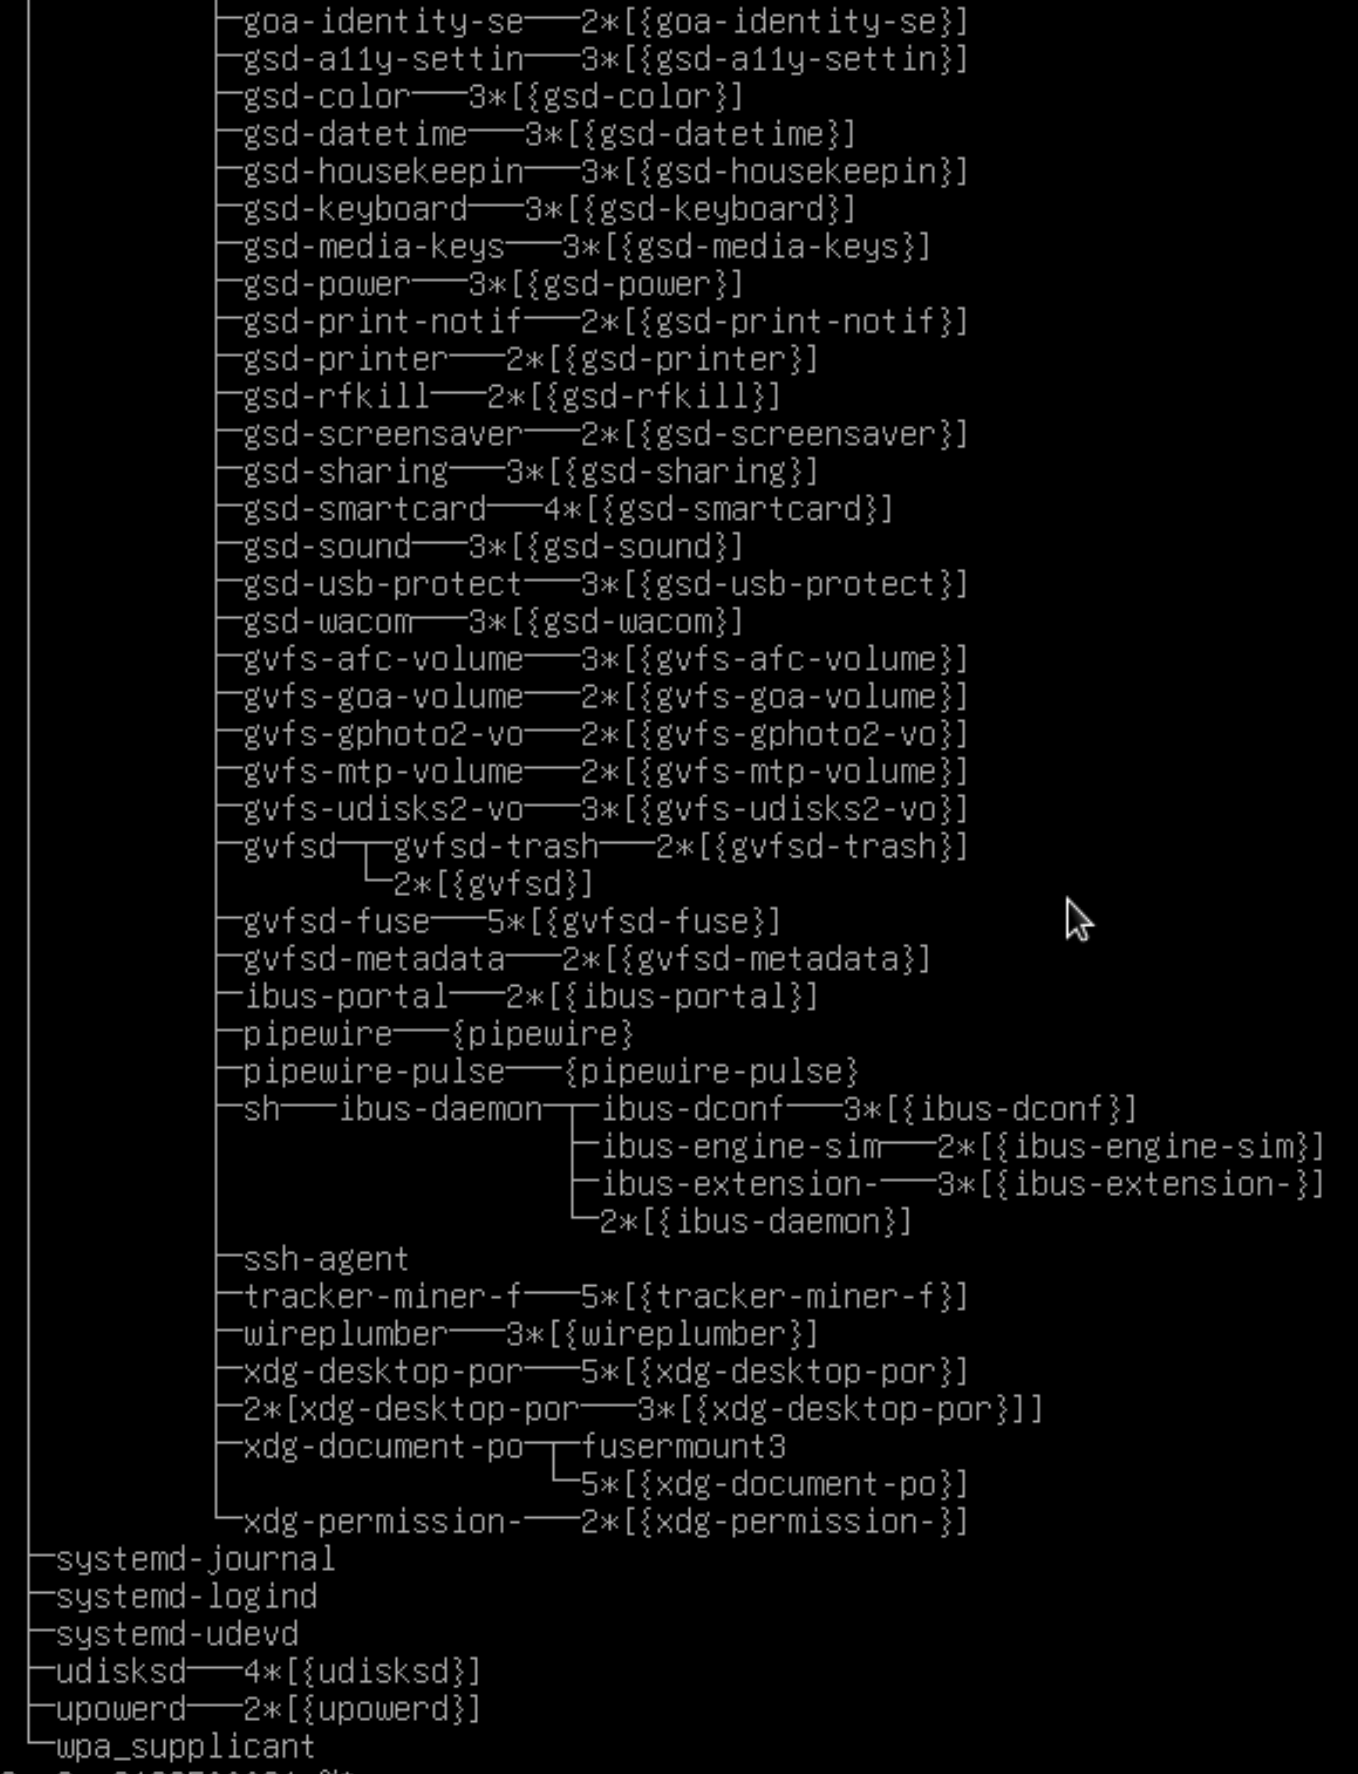 ├─goa-identity-se───2*[{goa-identity-se}]
├─gsd-a11y-settin───3*[{gsd-a11y-settin}]
├─gsd-color───3*[{gsd-color}]
├─gsd-datetime───3*[{gsd-datetime}]
├─gsd-housekeepin───3*[{gsd-housekeepin}]
├─gsd-keyboard───3*[{gsd-keyboard}]
├─gsd-media-keys───3*[{gsd-media-keys}]
├─gsd-power───3*[{gsd-power}]
├─gsd-print-notif───2*[{gsd-print-notif}]
├─gsd-printer───2*[{gsd-printer}]
├─gsd-rfkill───2*[{gsd-rfkill}]
├─gsd-screensaver───2*[{gsd-screensaver}]
├─gsd-sharing───3*[{gsd-sharing}]
├─gsd-smartcard───4*[{gsd-smartcard}]
├─gsd-sound───3*[{gsd-sound}]
├─gsd-usb-protect───3*[{gsd-usb-protect}]
├─gsd-wacom───3*[{gsd-wacom}]
├─gvfs-afc-volume───3*[{gvfs-afc-volume}]
├─gvfs-goa-volume───2*[{gvfs-goa-volume}]
├─gvfs-gphoto2-vo───2*[{gvfs-gphoto2-vo}]
├─gvfs-mtp-volume───2*[{gvfs-mtp-volume}]
├─gvfs-udisks2-vo───3*[{gvfs-udisks2-vo}]
├─gvfsd─┬─gvfsd-trash───2*[{gvfsd-trash}]
└─2*[{gvfsd}]
├─gvfsd-fuse───5*[{gvfsd-fuse}]
├─gvfsd-metadata───2*[{gvfsd-metadata}]
├─ibus-portal───2*[{ibus-portal}]
├─pipewire───{pipewire}
├─pipewire-pulse───{pipewire-pulse}
├─sh───ibus-daemon─┬─ibus-dconf───3*[{ibus-dconf}]
├─ibus-engine-sim───2*[{ibus-engine-sim}]
├─ibus-extension-───3*[{ibus-extension-}]
└─2*[{ibus-daemon}]
├─ssh-agent
├─tracker-miner-f───5*[{tracker-miner-f}]
├─wireplumber───3*[{wireplumber}]
├─xdg-desktop-por───5*[{xdg-desktop-por}]
├─2*[xdg-desktop-por───3*[{xdg-desktop-por}]]
├─xdg-document-po─┬─fusermount3
└─5*[{xdg-document-po}]
└─xdg-permission-───2*[{xdg-permission-}]
├─systemd-journal
├─systemd-logind
├─systemd-udevd
├─udisksd───4*[{udisksd}]
├─upowerd───2*[{upowerd}]
└─wpa_supplicant